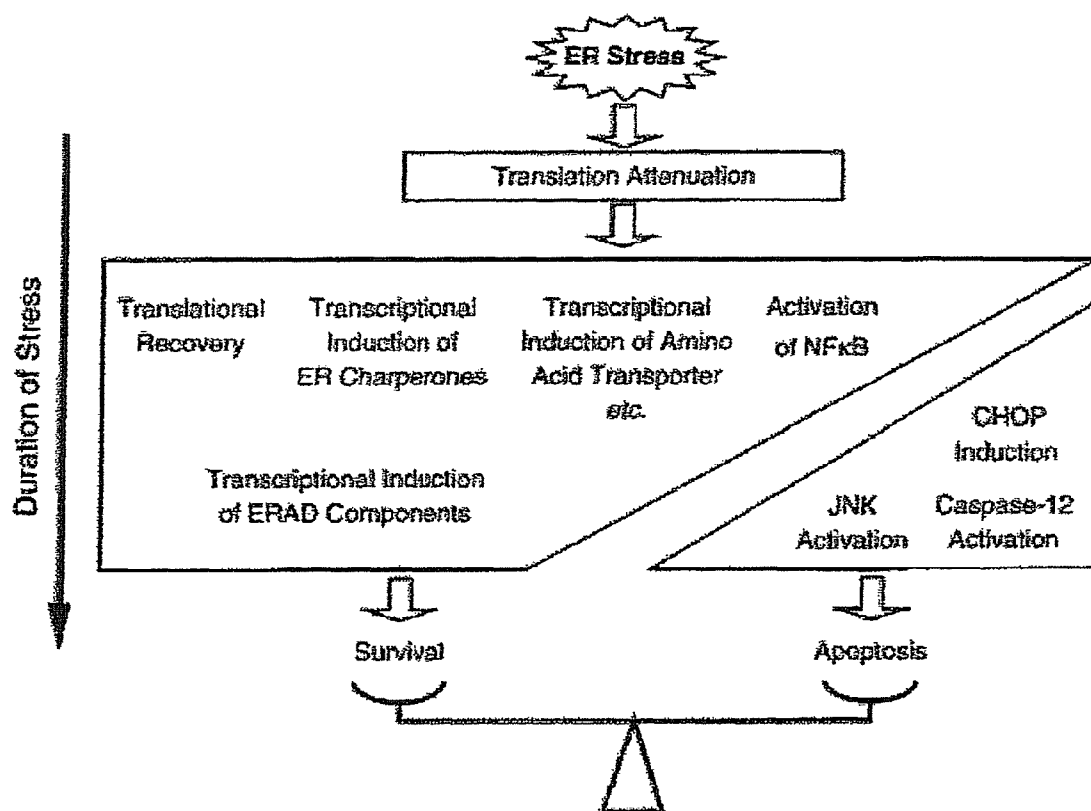 ER Stress
Translation Attenuation
Duration of Stress
Translational
Recovery
Transcriptional
Induction of
ER Charperones
Transcriptional
Induction of Amino
Acid Transporter
etc.
Activation
of NFκB
Transcriptional Induction
of ERAD Components
CHOP
Induction
JNK
Activation
Caspase-12
Activation
Survival
Apoptosis